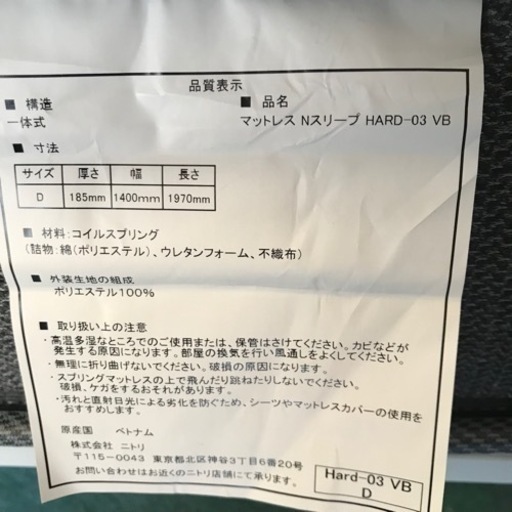 品質表示
■ 構造
一体式
■ 品名
マットレス Nスリープ HARD-03 VB
■ 寸法
サイズ 厚さ 幅 長さ
D 185mm 1400mm 1970mm
■ 材料:コイルスプリング
(詰物:綿(ポリエステル)、ウレタンフォーム、不織布)
■ 外装生地の組成
ポリエステル100%
■ 取り扱い上の注意
・高温多湿なところでのご使用または、保管はさけてください。カビなどが
発生する原因になります。部屋の換気を行い風通しをよくしてください。
・無理に折り曲げないでください。破損の原因になります。
・スプリングマットレスの上で飛んだり跳ねたりしないでください。
破損、ケガをするおそれがあります。
・汚れと直射日光による劣化を防ぐため、シーツやマットレスカバーの使用を
おすすめします。
原産国 ベトナム
株式会社 ニトリ
〒115-0043 東京都北区神谷3丁目6番20号
お問い合わせはお近くのニトリ店舗にて承ります。
Hard-03 VB
D